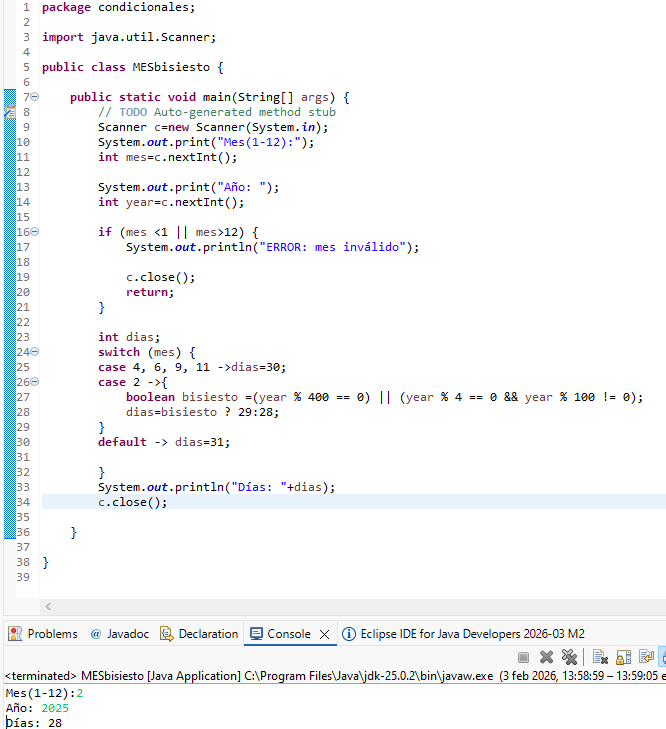 1 package condicionales;
2
3 import java.util.Scanner;
4
5 public class MESbisiesto {
6
7 public static void main(String[] args) {
8 // TODO Auto-generated method stub
9 Scanner c=new Scanner(System.in);
10 System.out.print("Mes(1-12):");
11 int mes=c.nextInt();
12
13 System.out.print("Año: ");
14 int year=c.nextInt();
15
16 if (mes <1 || mes>12) {
17 System.out.println("ERROR: mes inválido");
18
19 c.close();
20 return;
21 }
22
23 int dias;
24 switch (mes) {
25 case 4, 6, 9, 11 ->dias=30;
26 case 2 ->{
27 boolean bisiesto =(year % 400 == 0) || (year % 4 == 0 && year % 100 != 0);
28 dias=bisiesto ? 29:28;
29 }
30 default -> dias=31;
31
32 }
33 System.out.println("Días: "+dias);
34 c.close();
35
36 }
37
38 }
39
Problems @ Javadoc Declaration Console Eclipse IDE for Java Developers 2026-03 M2
<terminated> MESbisiesto [Java Application] C:\Program Files\Java\jdk-25.0.2\bin\javaw.exe (3 feb 2026, 13:58:59 – 13:59:05 e
Mes(1-12):2
Año: 2025
Días: 28